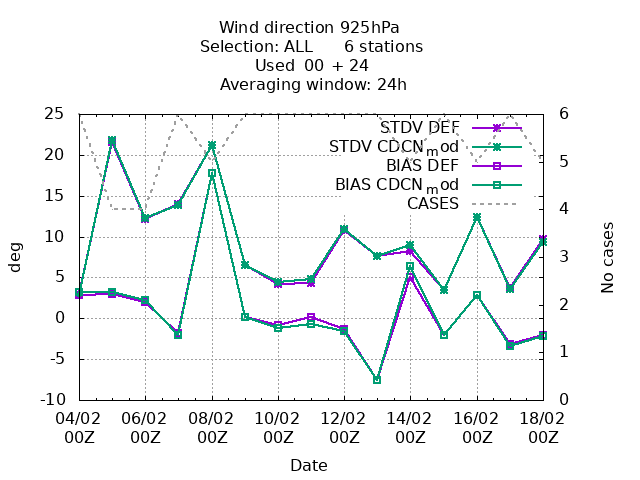 Wind direction 925hPa
Selection: ALL 6 stations
Used 00 + 24
Averaging window: 24h
25
20
15
10
5
0
-5
-10
deg
6
5
4
3
2
1
0
No cases
STDV DEF
STDV CDCNmod
BIAS DEF
BIAS CDCNmod
CASES
04/02 06/02 08/02 10/02 12/02 14/02 16/02 18/02
00Z 00Z 00Z 00Z 00Z 00Z 00Z 00Z
Date